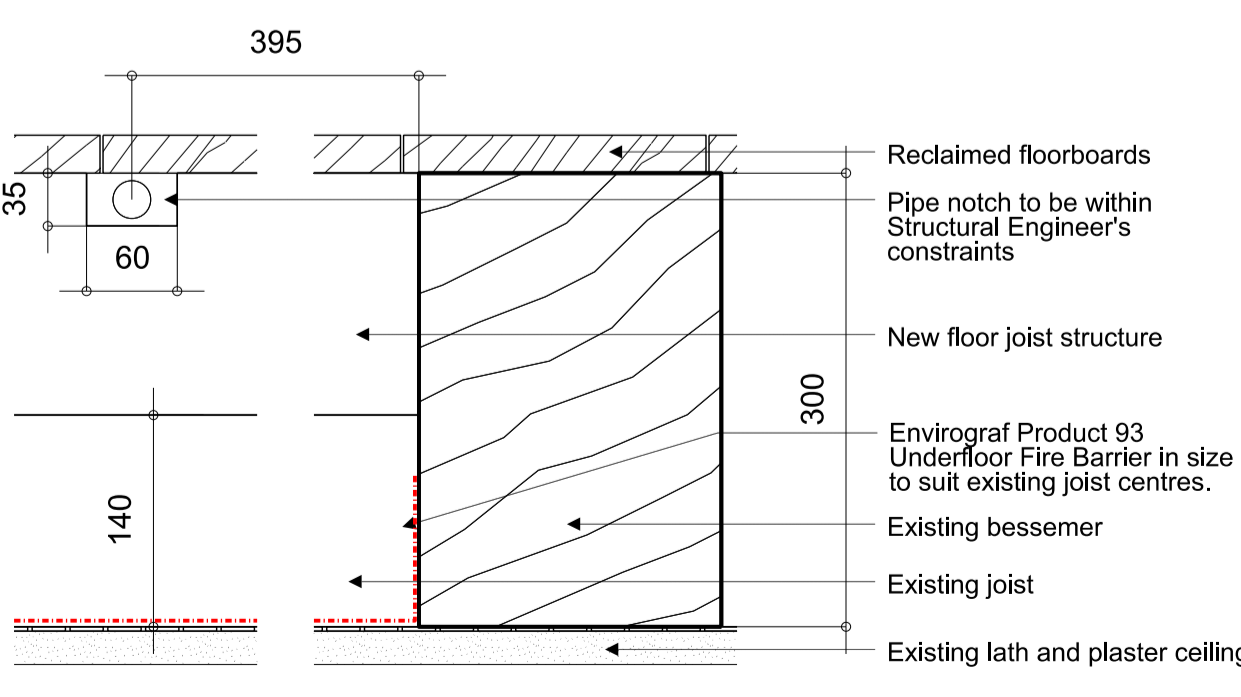 395
Reclaimed floorboards
35
Pipe notch to be within
Structural Engineer's
constraints
60
New floor joist structure
300
Envirograf Product 93
Underfloor Fire Barrier in size
to suit existing joist centres.
140
Existing bessemer
Existing joist
Existing lath and plaster ceiling